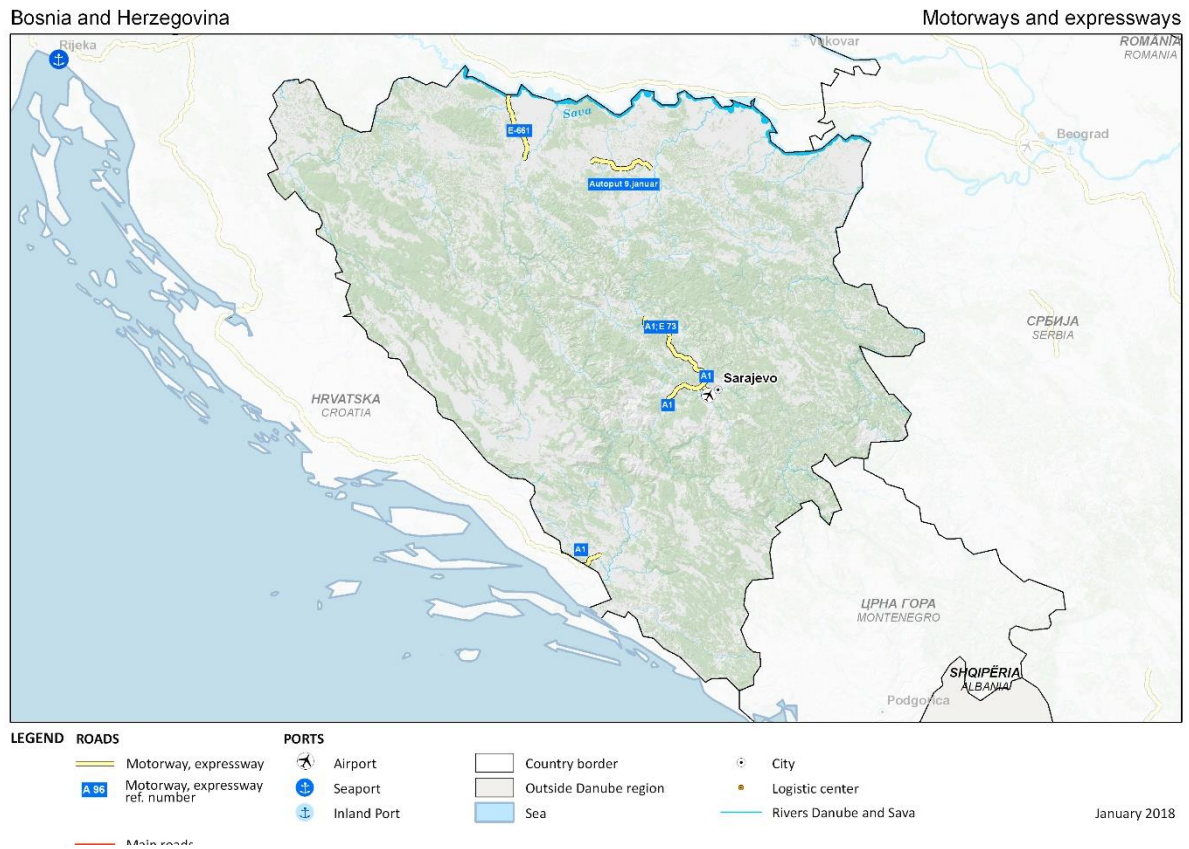 Bosnia and Herzegovina
Motorways and expressways
Rijeka
Vukovar
ROMÂNIA
ROMANIA
E-661
Sava
Beograd
Autoput 9.januar
A1; E 73
СРБИЈА
SERBIA
A1
Sarajevo
A1
HRVATSKA
CROATIA
A1
ЦРНА ГОРА
MONTENEGRO
SHQIPËRIA
ALBANIA
Podgorica
LEGEND ROADS PORTS
Motorway, expressway
Airport
Country border
City
A 96
Motorway, expressway
ref. number
Seaport
Outside Danube region
Logistic center
Inland Port
Sea
Rivers Danube and Sava
January 2018
Main roads